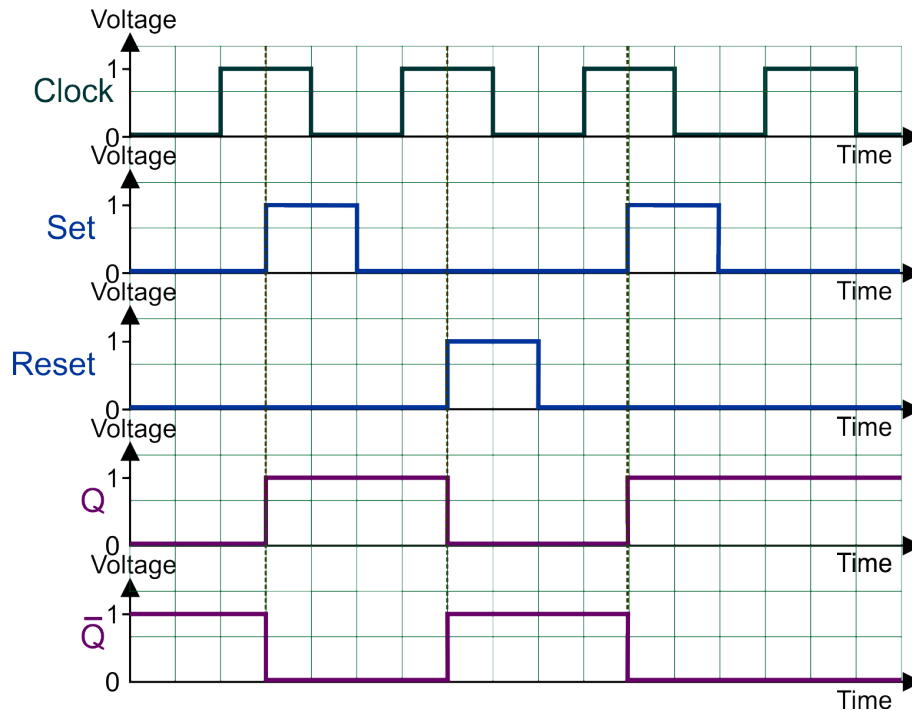 Voltage
1
Clock
0
Time
Voltage
1
Set
0
Time
Voltage
1
Reset
0
Time
Voltage
1
Q
0
Time
Voltage
1
Q̅
0
Time